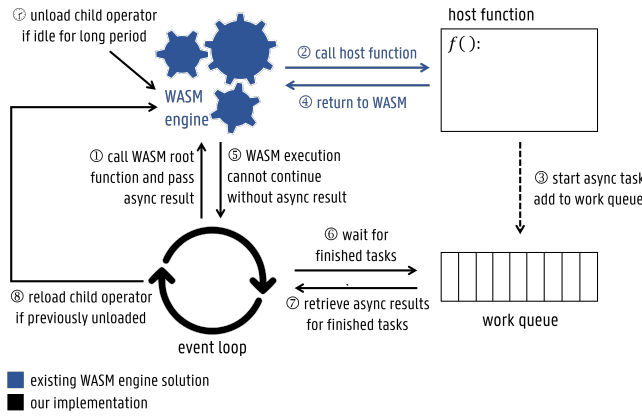 ⑦ unload child operator
if idle for long period
host function
f():
② call host function
④ return to WASM
WASM
engine
① call WASM root
function and pass
async result
⑤ WASM execution
cannot continue
without async result
③ start async task
add to work queue
⑥ wait for
finished tasks
⑦ retrieve async results
for finished tasks
⑧ reload child operator
if previously unloaded
event loop
work queue
existing WASM engine solution
our implementation